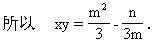 所以 xy = m²/3 - n/3m.